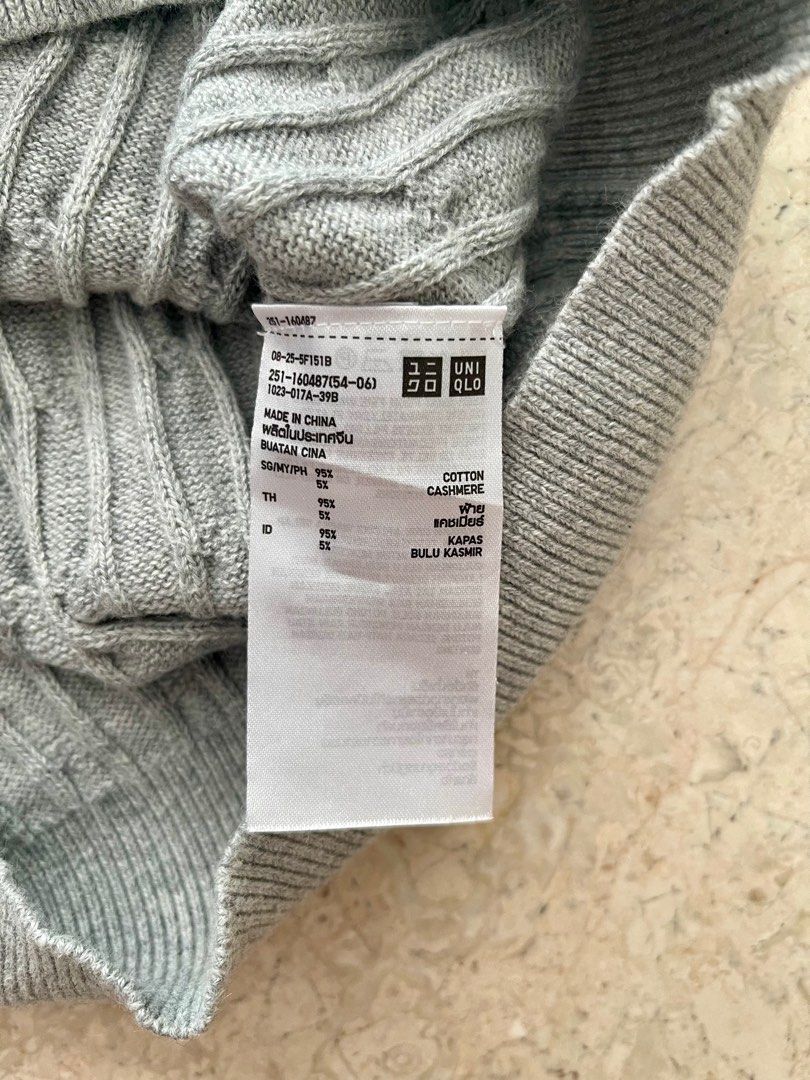 251-160487
08-25-5F151B
251-160487(54-06)
1023-017A-39B
ユニクロ
UNIQLO
MADE IN CHINA
ผลิตในประเทศจีน
BUATAN CINA
SG/MY/PH 95% COTTON
5% CASHMERE
TH 95% ฝ้าย
5% แคชเมียร์
ID 95% KAPAS
5% BULU KASMIR